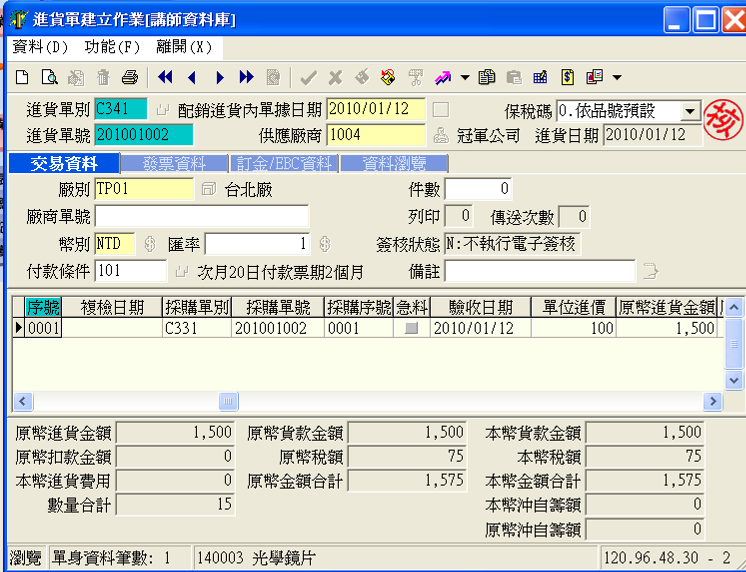 進貨單建立作業[講師資料庫]
資料(D) 功能(F) 離開(X)
進貨單別 C341 配銷進貨內單據日期 2010/01/12 保稅碼 0.依品號預設
核
進貨單號 201001002 供應廠商 1004 冠軍公司 進貨日期 2010/01/12
交易資料 發票資料 訂金/EBC資料 資料瀏覽
廠別 TP01 台北廠 件數 0
廠商單號 列印 0 傳送次數 0
幣別 NTD 匯率 1 簽核狀態 N:不執行電子簽核
付款條件 101 次月20日付款票期2個月 備註
序號 複檢日期 採購單別 採購單號 採購序號 急料 驗收日期 單位進價 原幣進貨金額
0001 C331 201001002 0001 2010/01/12 100 1,500
原幣進貨金額 1,500 原幣貨款金額 1,500 本幣貨款金額 1,500
原幣扣款金額 0 原幣稅額 75 本幣稅額 75
本幣進貨費用 0 原幣金額合計 1,575 本幣金額合計 1,575
數量合計 15 本幣沖自籌額 0
原幣沖自籌額 0
瀏覽 單身資料筆數: 1 140003 光學鏡片 120.96.48.30 - 2